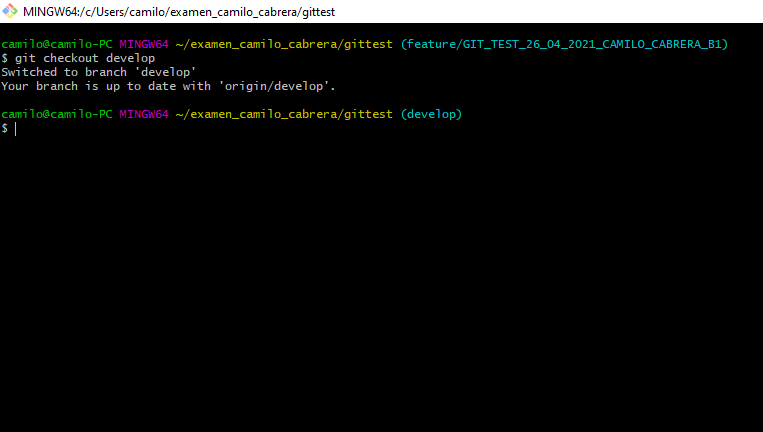 MINGW64:/c/Users/camilo/examen_camilo_cabrera/gittest
camilo@camilo-PC MINGW64 ~/examen_camilo_cabrera/gittest (feature/GIT_TEST_26_04_2021_CAMILO_CABRERA_B1)
$ git checkout develop
Switched to branch 'develop'
Your branch is up to date with 'origin/develop'.
camilo@camilo-PC MINGW64 ~/examen_camilo_cabrera/gittest (develop)
$